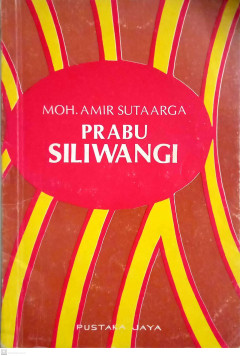 MOH. AMIR SUTAARGA
PRABU
SILIWANGI
PUSTAKA JAYA